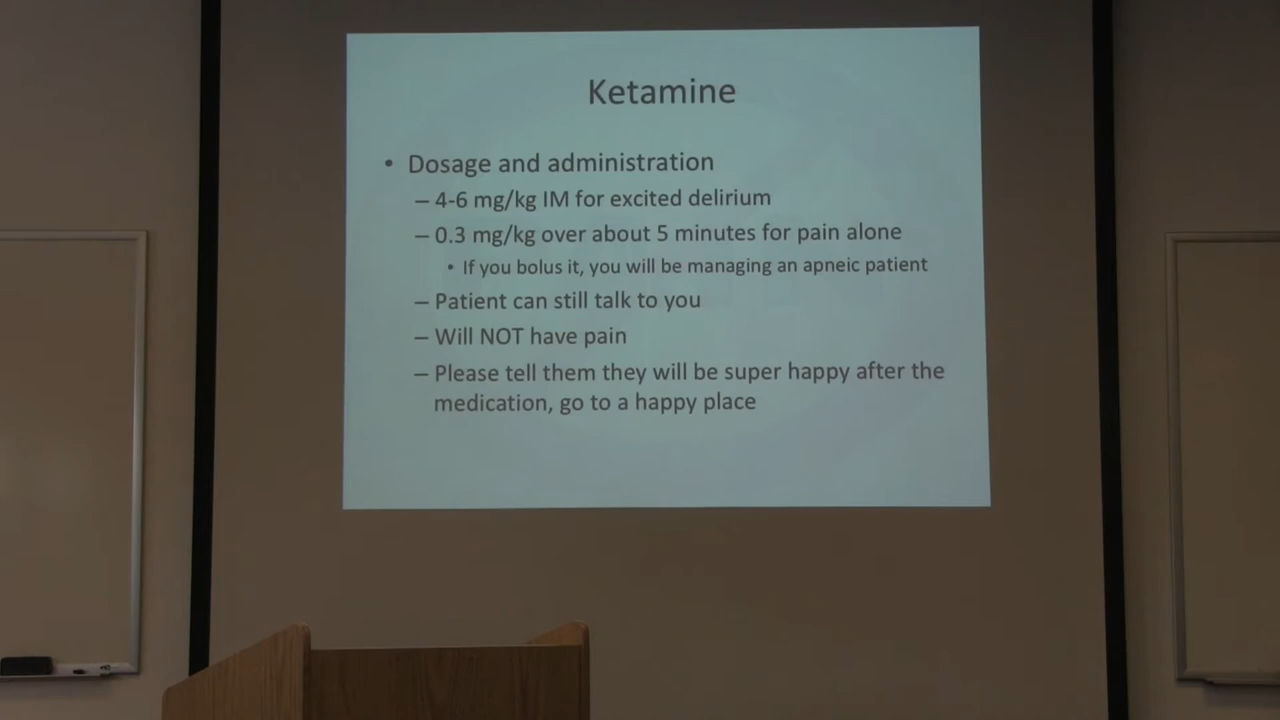 Ketamine
• Dosage and administration
– 4-6 mg/kg IM for excited delirium
– 0.3 mg/kg over about 5 minutes for pain alone
• If you bolus it, you will be managing an apneic patient
– Patient can still talk to you
– Will NOT have pain
– Please tell them they will be super happy after the
medication, go to a happy place